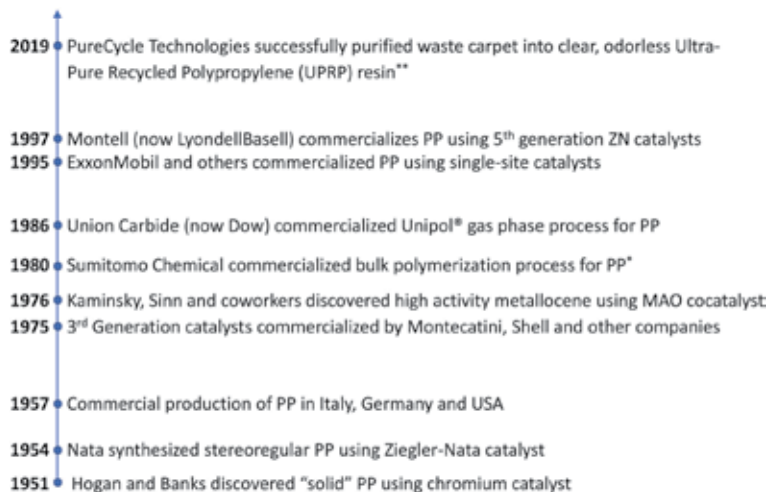 2019 PureCycle Technologies successfully purified waste carpet into clear, odorless Ultra-
Pure Recycled Polypropylene (UPRP) resin**
1997 Montell (now LyondellBasell) commercializes PP using 5th generation ZN catalysts
1995 ExxonMobil and others commercialized PP using single-site catalysts
1986 Union Carbide (now Dow) commercialized Unipol® gas phase process for PP
1980 Sumitomo Chemical commercialized bulk polymerization process for PP*
1976 Kaminsky, Sinn and coworkers discovered high activity metallocene using MAO cocatalyst
1975 3rd Generation catalysts commercialized by Montecatini, Shell and other companies
1957 Commercial production of PP in Italy, Germany and USA
1954 Nata synthesized stereoregular PP using Ziegler-Nata catalyst
1951 Hogan and Banks discovered "solid" PP using chromium catalyst